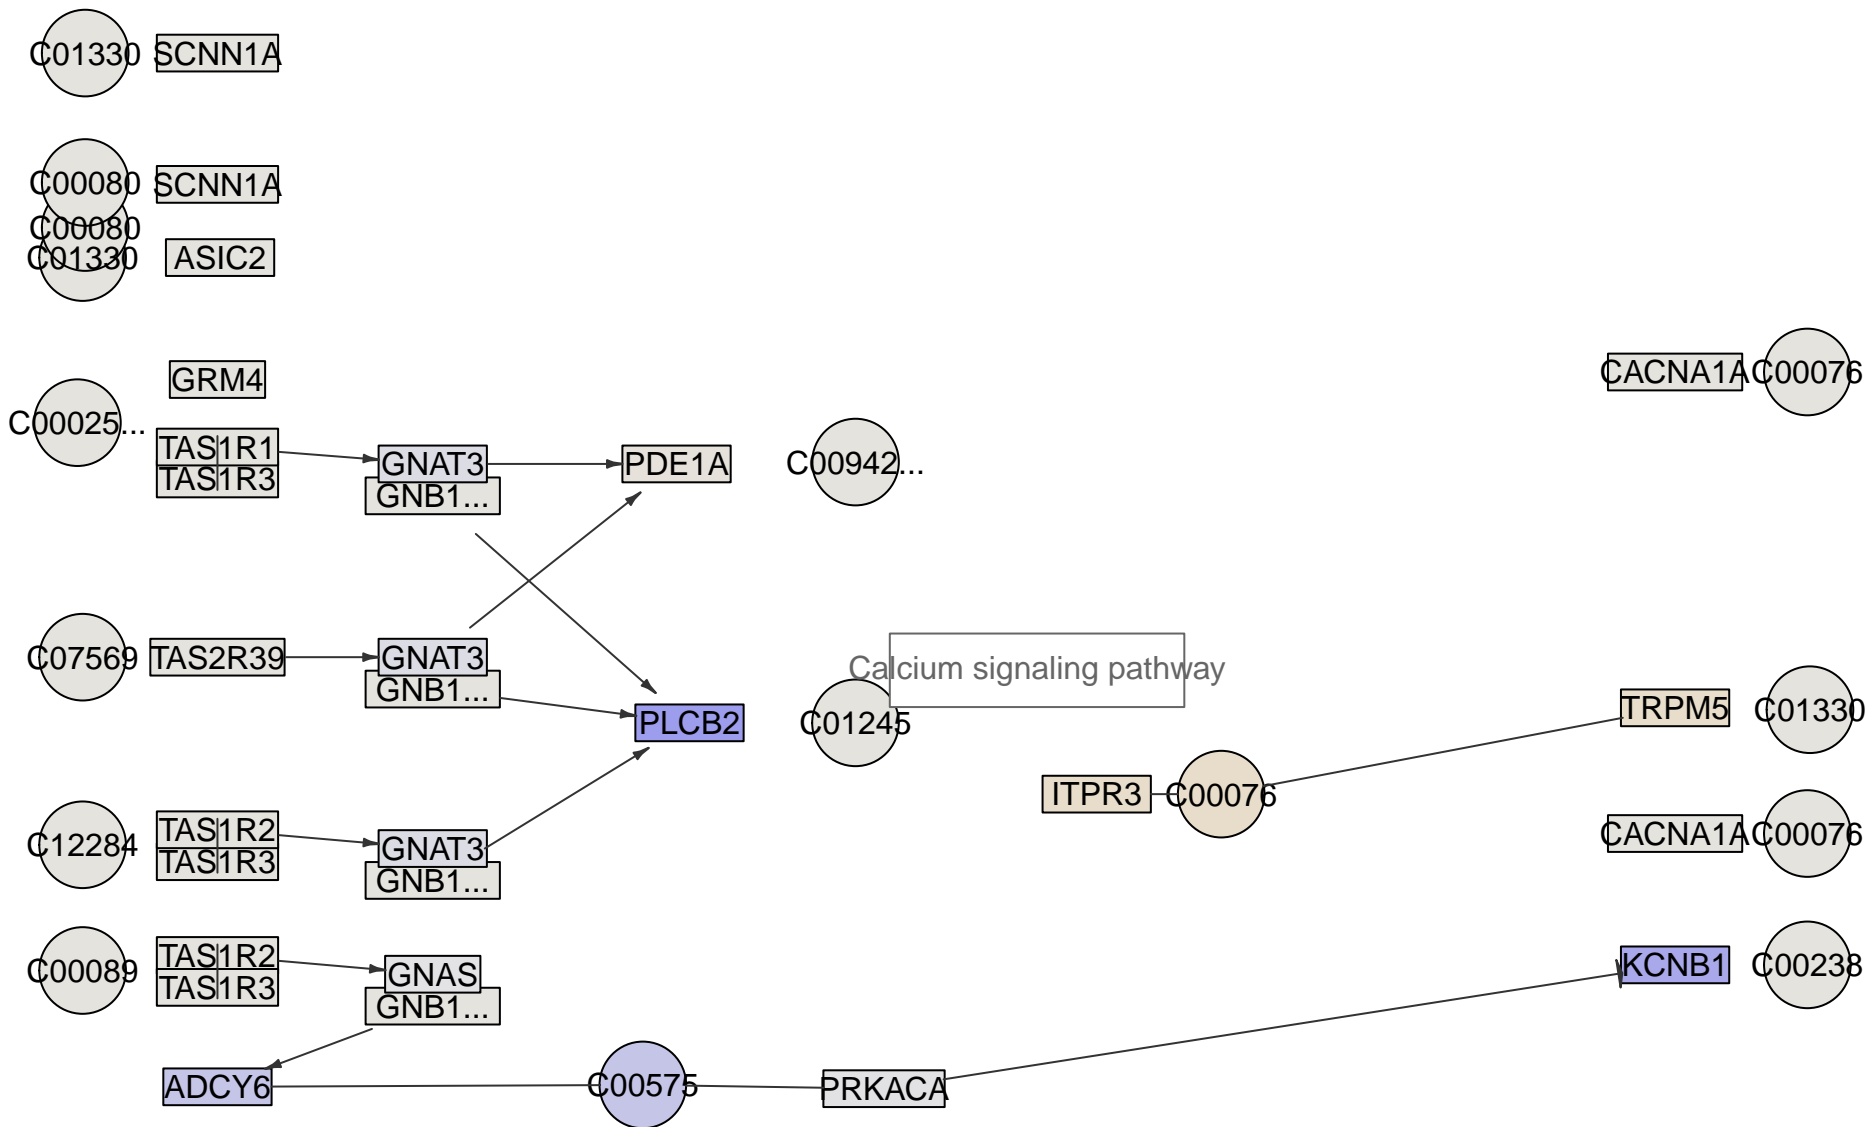 C01330 SCNN1A
C00080 SCNN1A
C00080
C01330 ASIC2
GRM4
CACNA1A C00076
C00025...
TAS1R1
TAS1R3
GNAT3
GNB1...
PDE1A
C00942...
C07569 TAS2R39
GNAT3
GNB1...
Calcium signaling pathway
PLCB2
C01245
TRPM5 C01330
ITPR3 C00076
C12284
TAS1R2
TAS1R3
GNAT3
GNB1...
CACNA1A C00076
C00089
TAS1R2
TAS1R3
GNAS
GNB1...
KCNB1 C00238
ADCY6 C00575 PRKACA